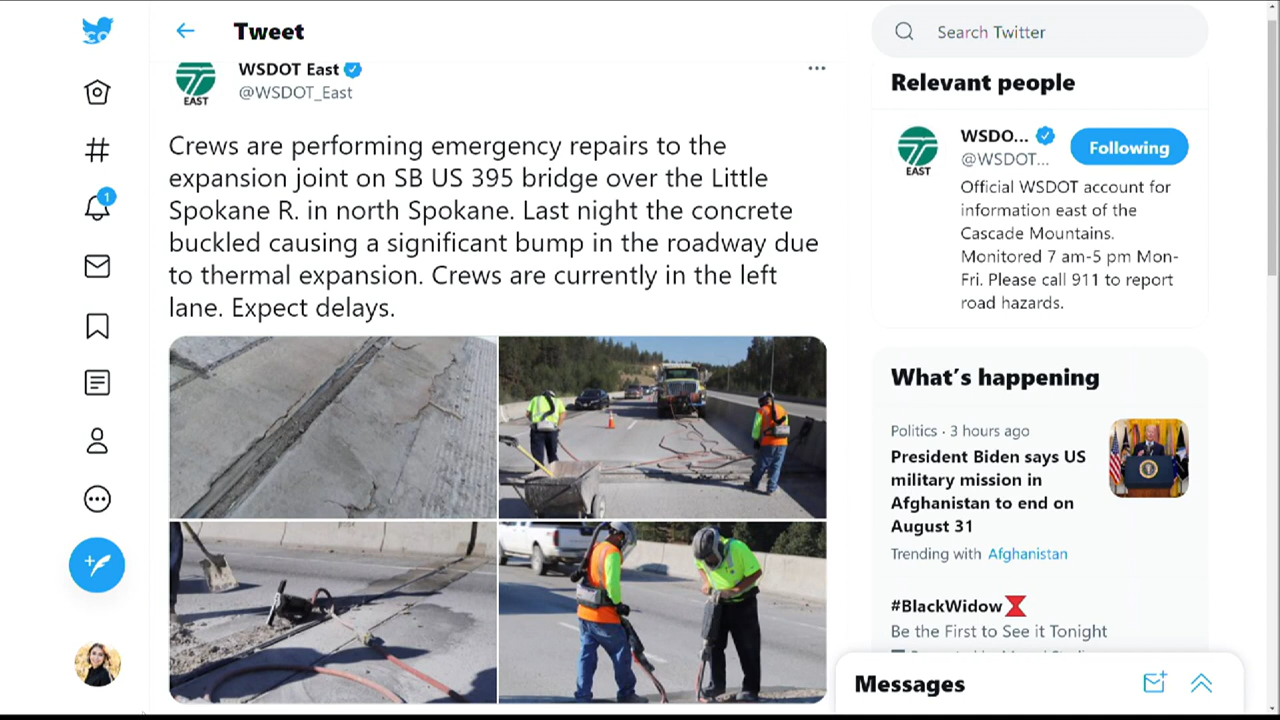 Tweet
Search Twitter
WSDOT East
@WSDOT_East
EAST
Crews are performing emergency repairs to the
expansion joint on SB US 395 bridge over the Little
Spokane R. in north Spokane. Last night the concrete
buckled causing a significant bump in the roadway due
to thermal expansion. Crews are currently in the left
lane. Expect delays.
Relevant people
WSDO...
@WSDOT...
Following
EAST
Official WSDOT account for
information east of the
Cascade Mountains.
Monitored 7 am-5 pm Mon-
Fri. Please call 911 to report
road hazards.
What's happening
Politics · 3 hours ago
President Biden says US
military mission in
Afghanistan to end on
August 31
Trending with Afghanistan
#BlackWidow
Be the First to See it Tonight
Messages
1